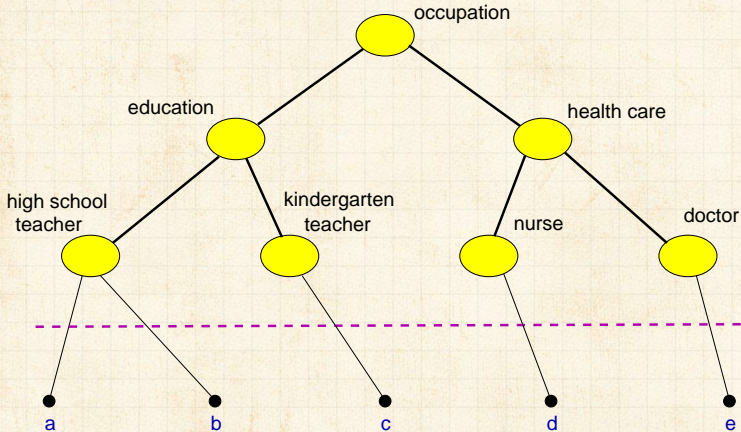 occupation
education
health care
high school
teacher
kindergarten
teacher
nurse
doctor
a
b
c
d
e